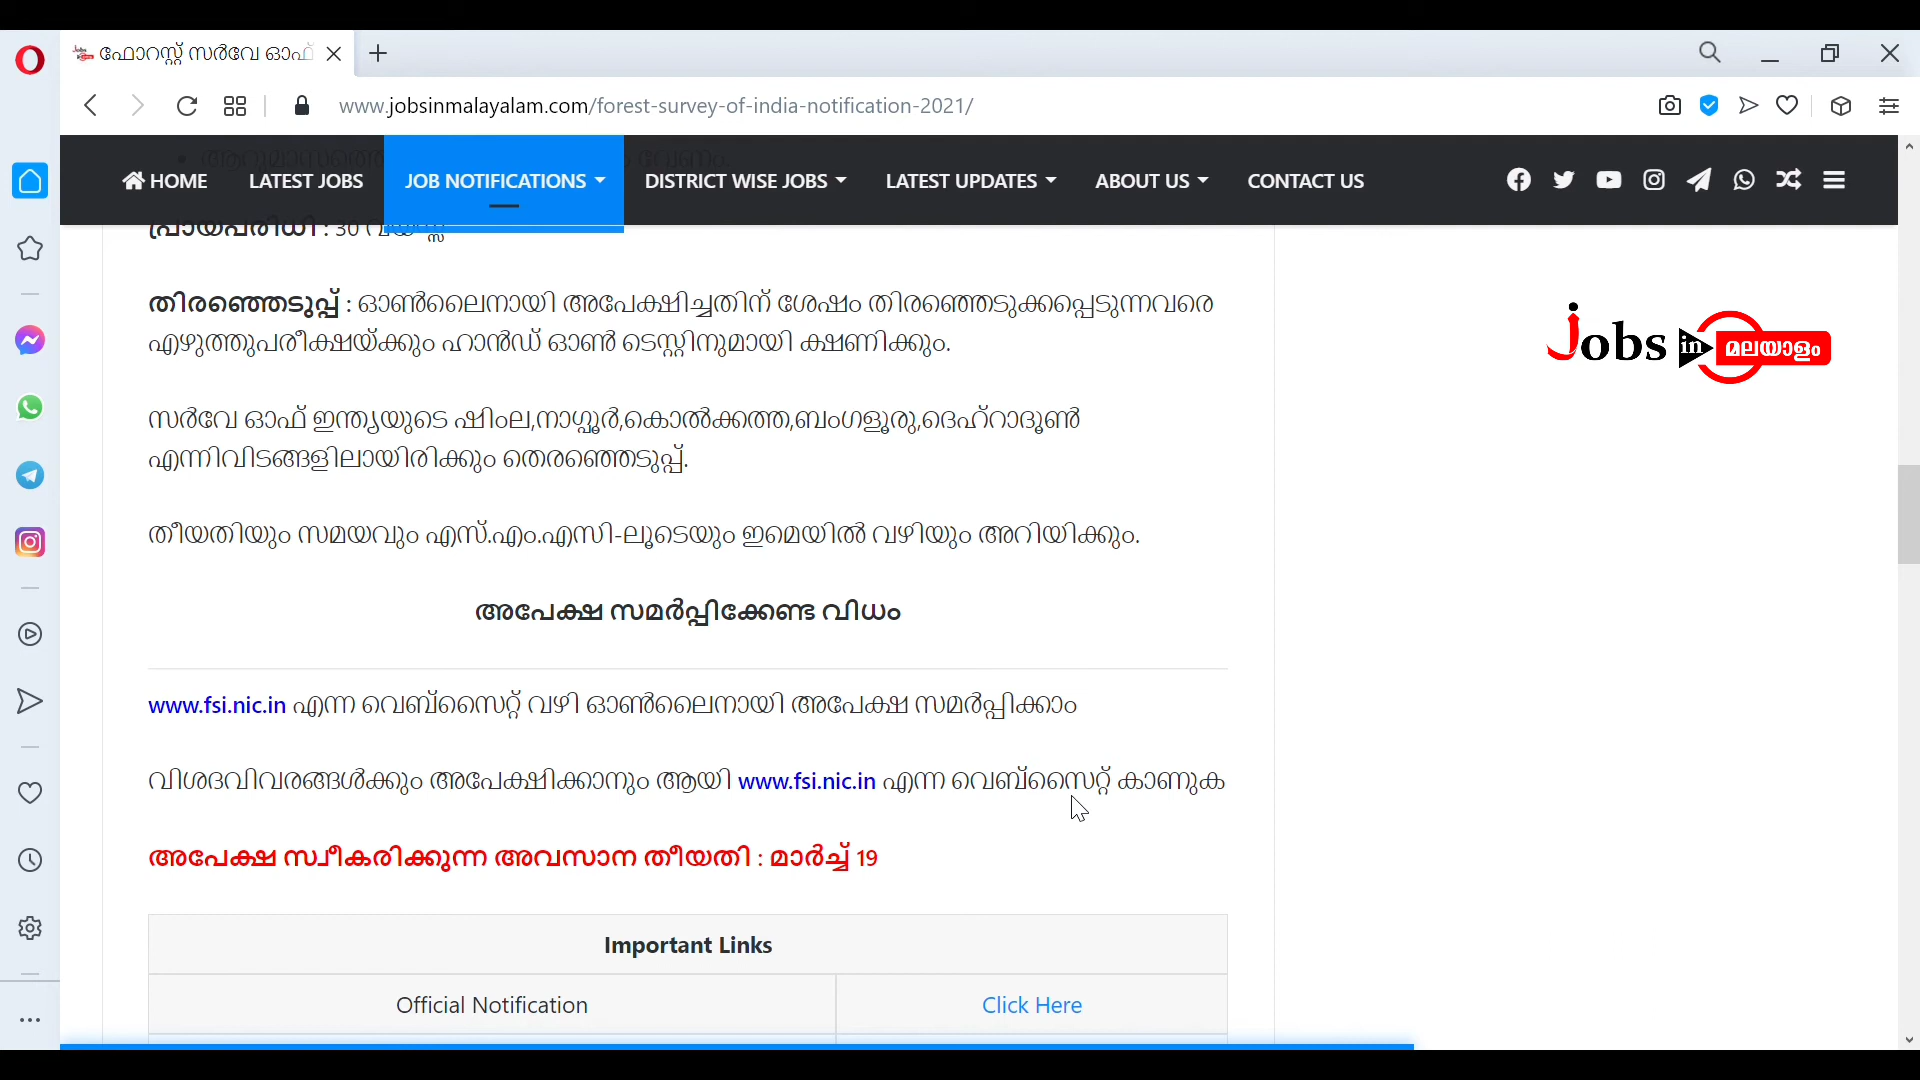 ഫോറസ്റ്റ് സർവേ ഓഫ്
www.jobsinmalayalam.com/forest-survey-of-india-notification-2021/
HOME LATEST JOBS JOB NOTIFICATIONS DISTRICT WISE JOBS LATEST UPDATES ABOUT US CONTACT US
പ്രായപരിധി : 30 വയസ്സ്
തിരഞ്ഞെടുപ്പ് : ഓൺലൈനായി അപേക്ഷിച്ചതിന് ശേഷം തിരഞ്ഞെടുക്കപ്പെടുന്നവരെ
എഴുത്തുപരീക്ഷയ്ക്കും ഹാൻഡ് ഓൺ ടെസ്റ്റിനുമായി ക്ഷണിക്കും.
Jobs in മലയാളം
സർവേ ഓഫ് ഇന്ത്യയുടെ ഷിംല,നാഗ്പൂർ,കൊൽക്കത്ത,ബംഗളൂരു,ദെഹ്റാദൂൺ
എന്നിവിടങ്ങളിലായിരിക്കും തെരഞ്ഞെടുപ്പ്.
തീയതിയും സമയവും എസ്.എം.എസി-ലൂടെയും ഇമെയിൽ വഴിയും അറിയിക്കും.
അപേക്ഷ സമർപ്പിക്കേണ്ട വിധം
www.fsi.nic.in എന്ന വെബ്സൈറ്റ് വഴി ഓൺലൈനായി അപേക്ഷ സമർപ്പിക്കാം
വിശദവിവരങ്ങൾക്കും അപേക്ഷിക്കാനും ആയി www.fsi.nic.in എന്ന വെബ്സൈറ്റ് കാണുക
അപേക്ഷ സ്വീകരിക്കുന്ന അവസാന തീയതി : മാർച്ച് 19
Important Links
Official Notification Click Here